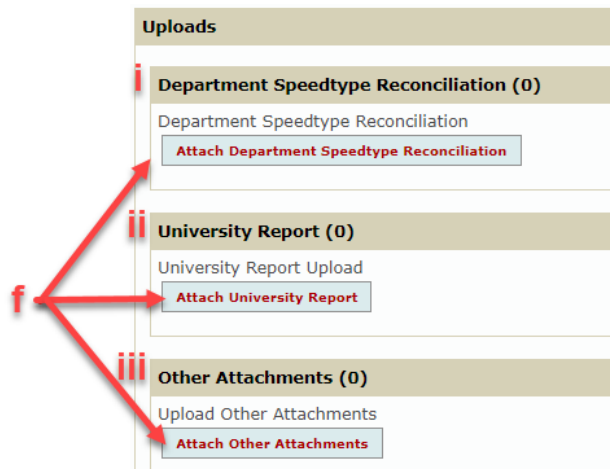 Uploads
i
Department Speedtype Reconciliation (0)
Department Speedtype Reconciliation
Attach Department Speedtype Reconciliation
ii
University Report (0)
University Report Upload
f
Attach University Report
iii
Other Attachments (0)
Upload Other Attachments
Attach Other Attachments